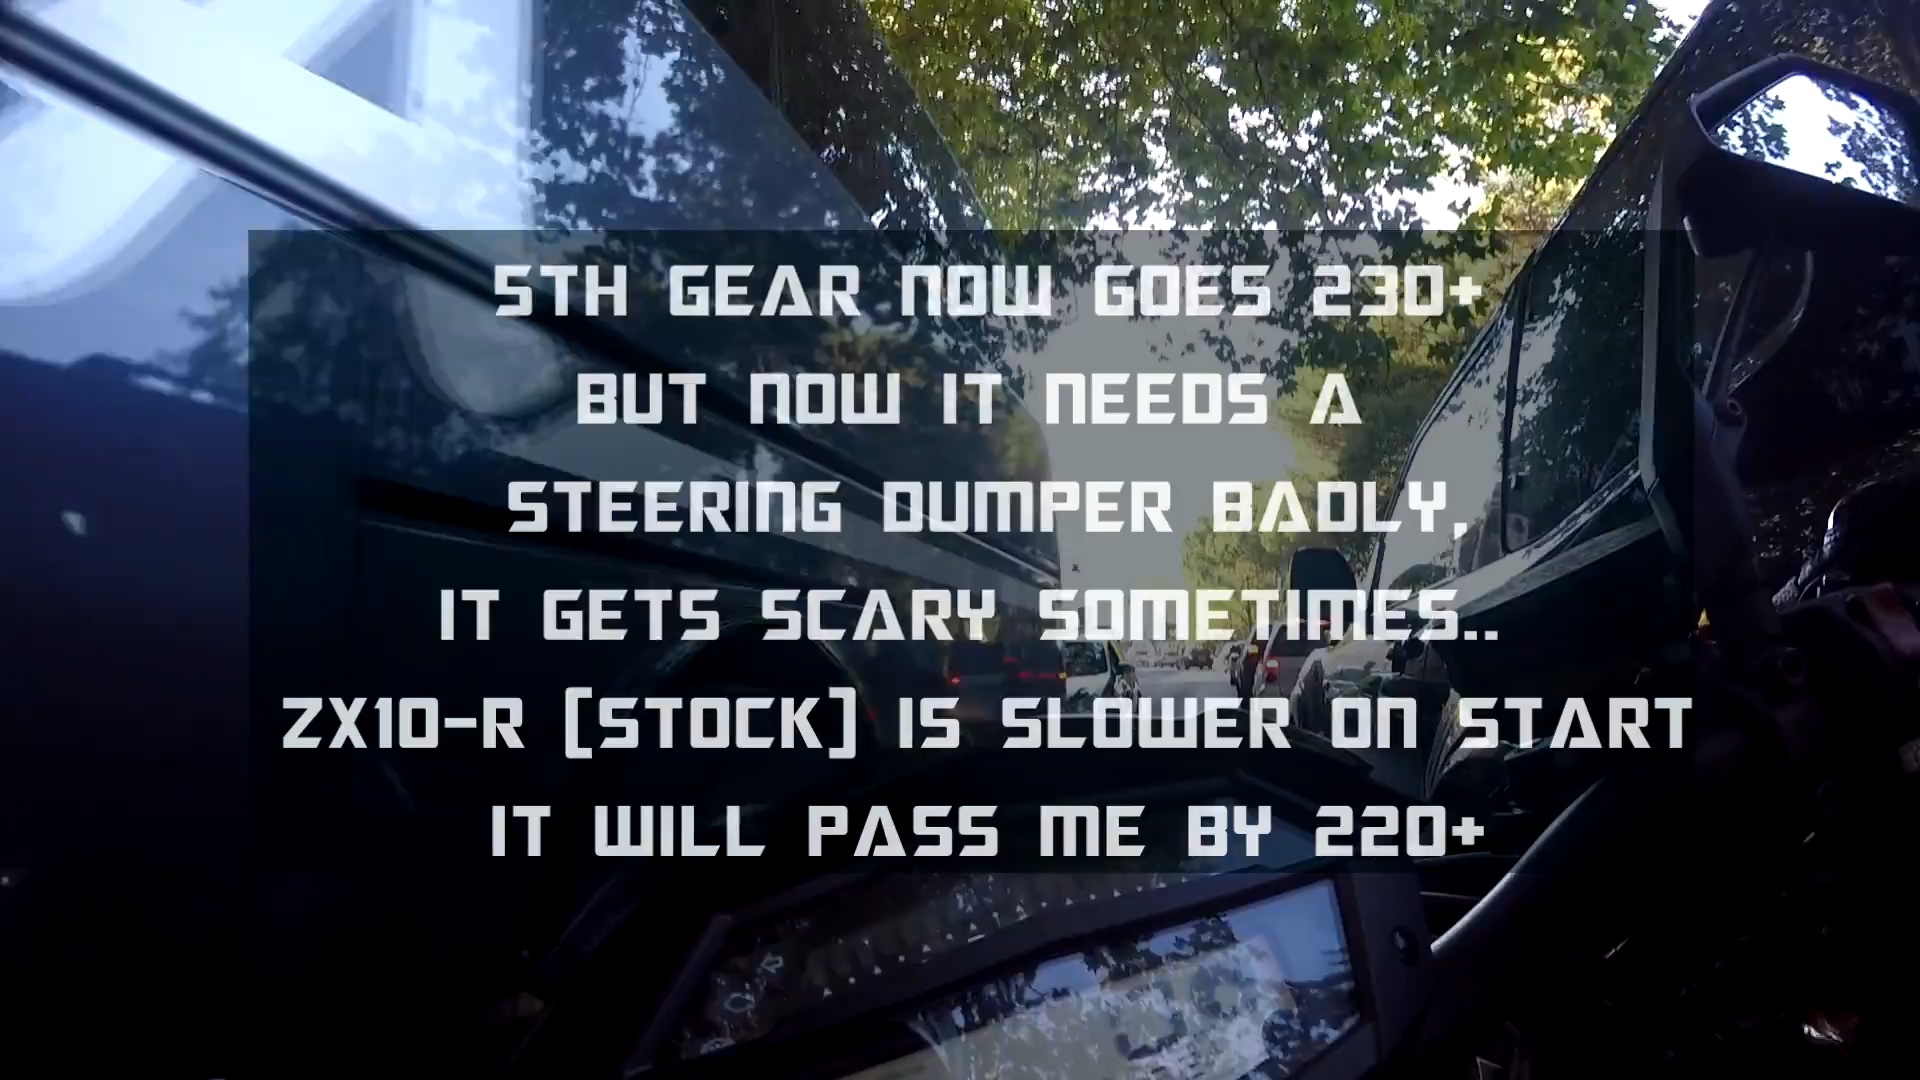 5TH GEAR NOW GOES 230+
BUT NOW IT NEEDS A
STEERING DUMPER BADLY,
IT GETS SCARY SOMETIMES..
ZX10-R [STOCK] IS SLOWER ON START
IT WILL PASS ME BY 220+